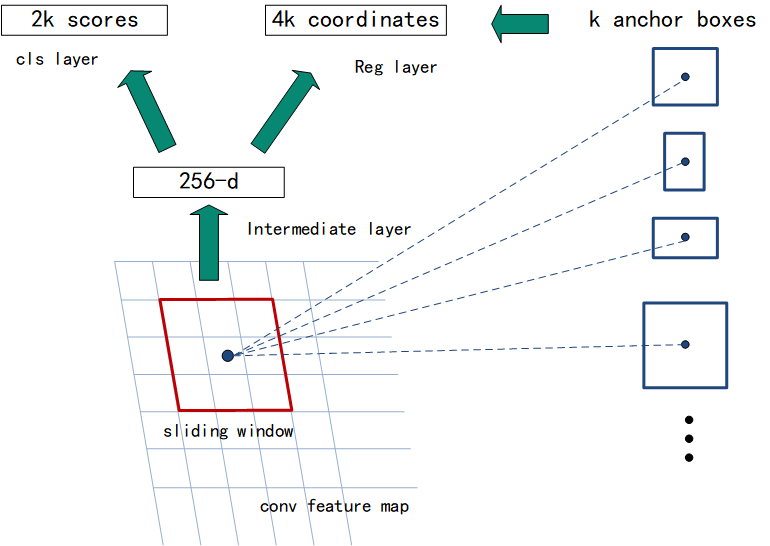 2k scores
4k coordinates
k anchor boxes
cls layer
Reg layer
256-d
Intermediate layer
sliding window
conv feature map